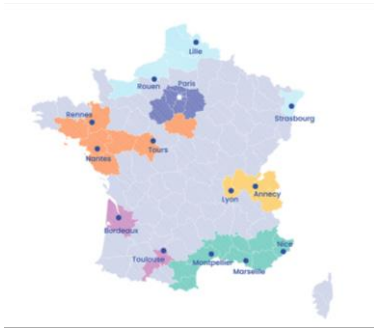 Lille
Rouen
Paris
Strasbourg
Rennes
Nantes
Tours
Lyon
Annecy
Bordeaux
Toulouse
Montpellier
Nice
Marseille